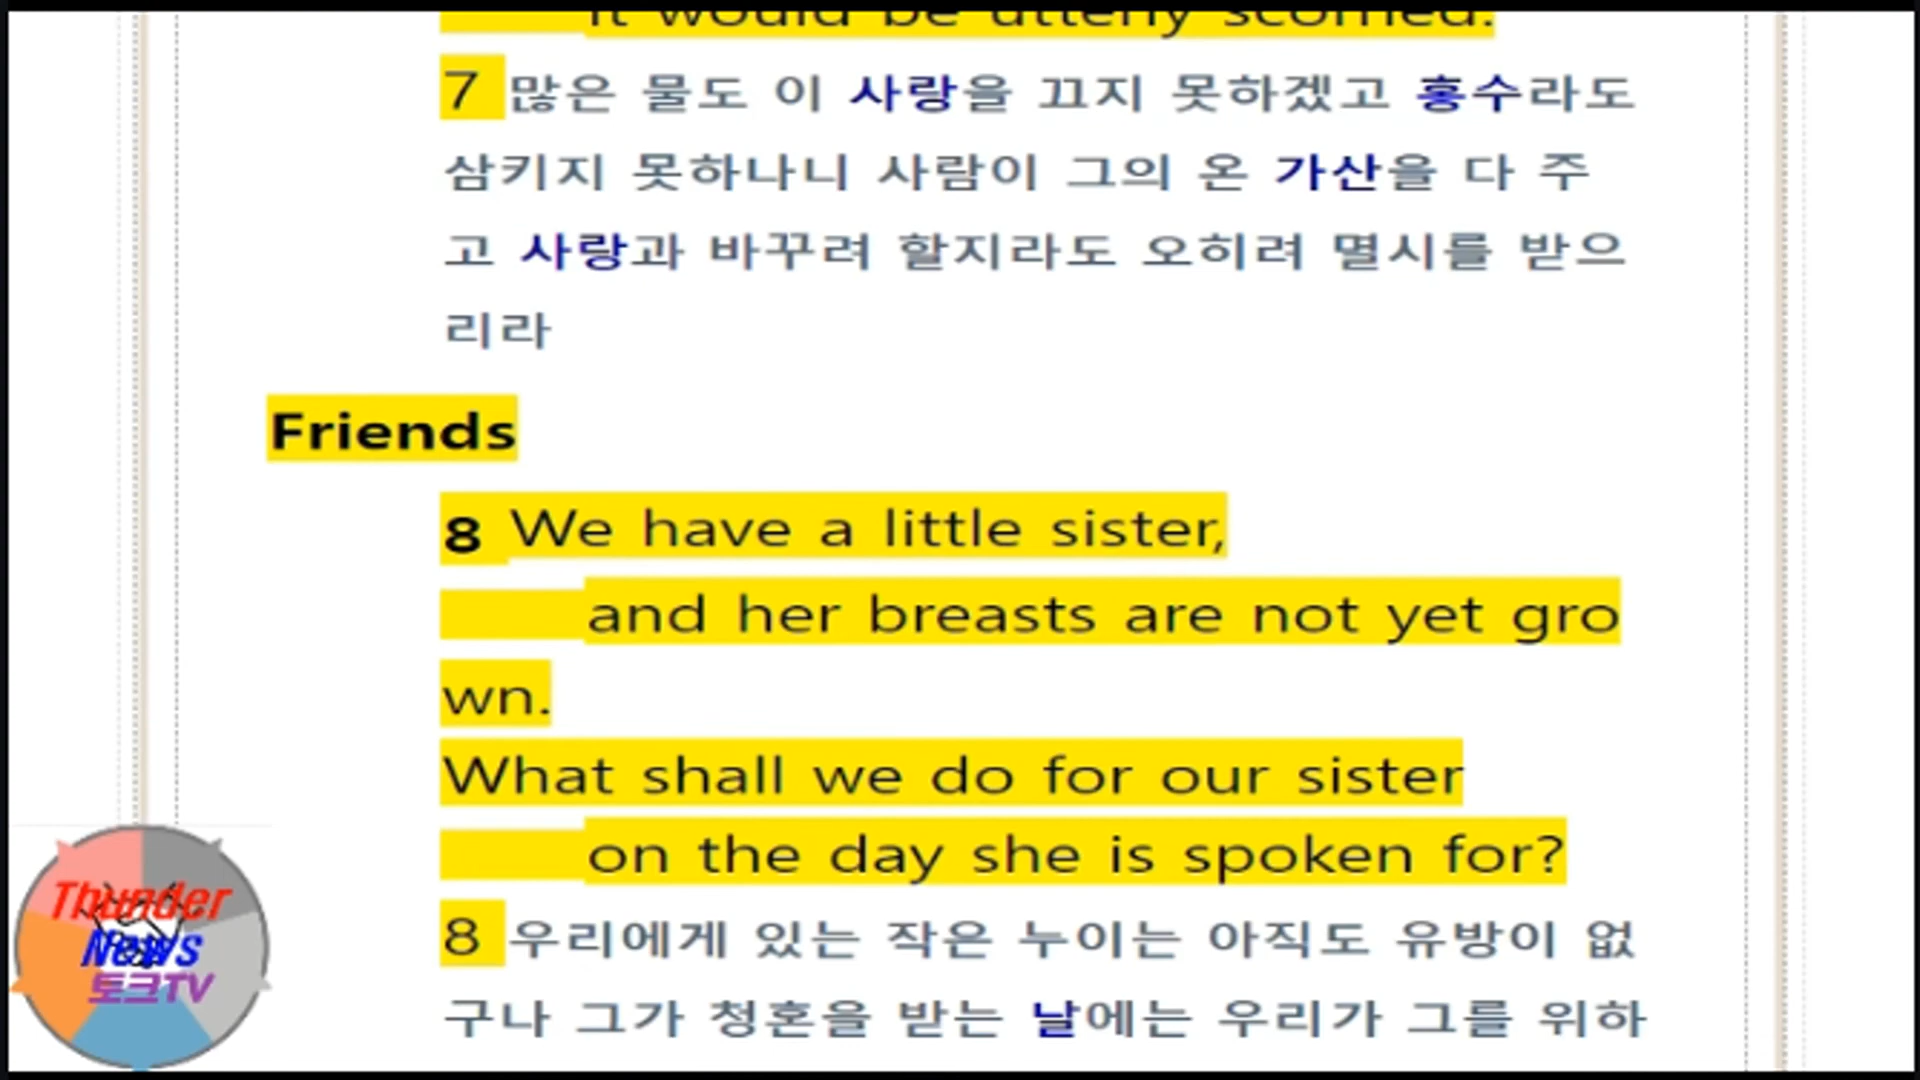 it would be utterly scorned.
7 많은 물도 이 사랑을 끄지 못하겠고 홍수라도
삼키지 못하나니 사람이 그의 온 가산을 다 주
고 사랑과 바꾸려 할지라도 오히려 멸시를 받으
리라
Friends
8 We have a little sister,
and her breasts are not yet gro
wn.
What shall we do for our sister
on the day she is spoken for?
8 우리에게 있는 작은 누이는 아직도 유방이 없
구나 그가 청혼을 받는 날에는 우리가 그를 위하
Thunder
News
토크TV